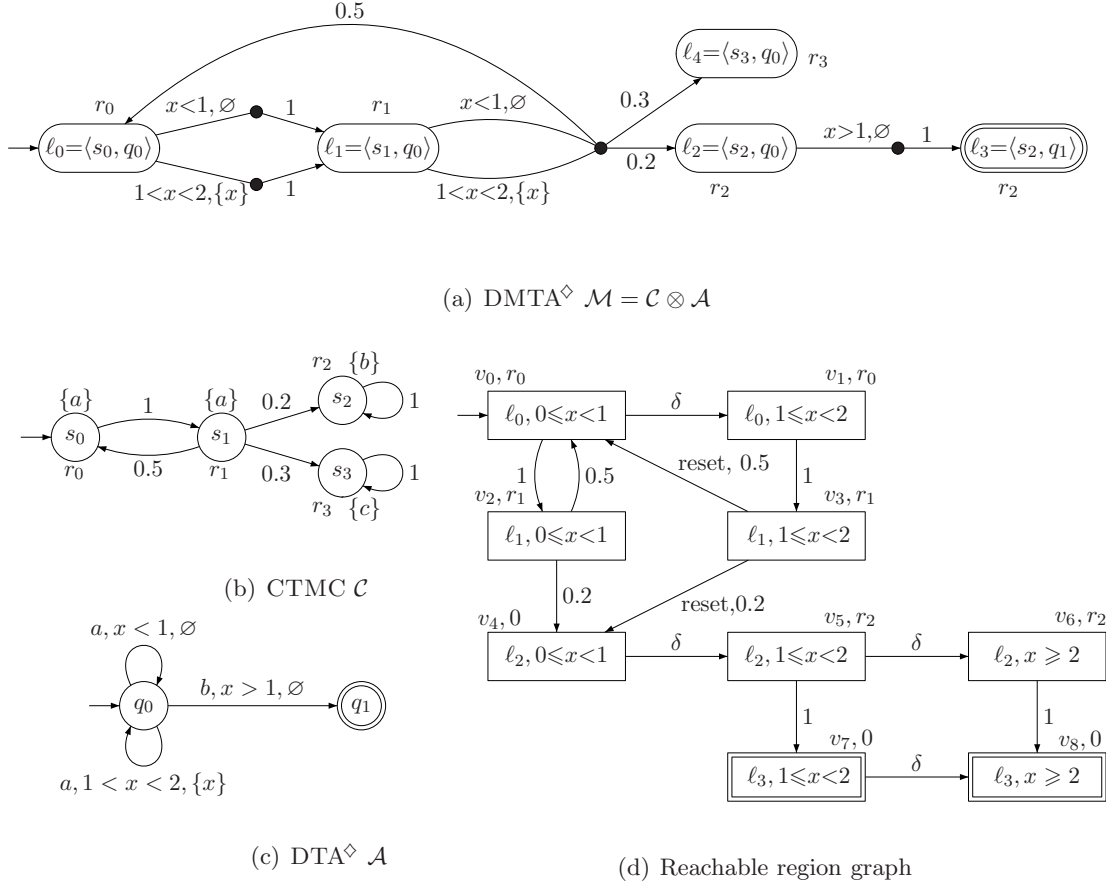 0.5
ℓ4=⟨s3, q0⟩ r3
r0 x<1, ∅ 1 r1 x<1, ∅ 0.3
ℓ0=⟨s0, q0⟩ ℓ1=⟨s1, q0⟩ ℓ2=⟨s2, q0⟩ x>1, ∅ 1 ℓ3=⟨s2, q1⟩
0.2
1<x<2, {x} 1 1<x<2, {x} r2 r2
(a) DMTA◇ M = C ⊗ A
r2 {b}
{a} 1 {a} 0.2 s2 1
s0 s1
r0 0.5 r1 0.3 s3 1
r3 {c}
(b) CTMC C
a, x < 1, ∅
q0 b, x > 1, ∅ q1
a, 1 < x < 2, {x}
(c) DTA◇ A
v0, r0 v1, r0
ℓ0, 0⩽x<1 δ ℓ0, 1⩽x<2
1 0.5 reset, 0.5 1
v2, r1 v3, r1
ℓ1, 0⩽x<1 ℓ1, 1⩽x<2
0.2 reset,0.2
v4, 0 v5, r2 v6, r2
ℓ2, 0⩽x<1 δ ℓ2, 1⩽x<2 δ ℓ2, x ⩾ 2
1 1
v7, 0 v8, 0
ℓ3, 1⩽x<2 δ ℓ3, x ⩾ 2
(d) Reachable region graph